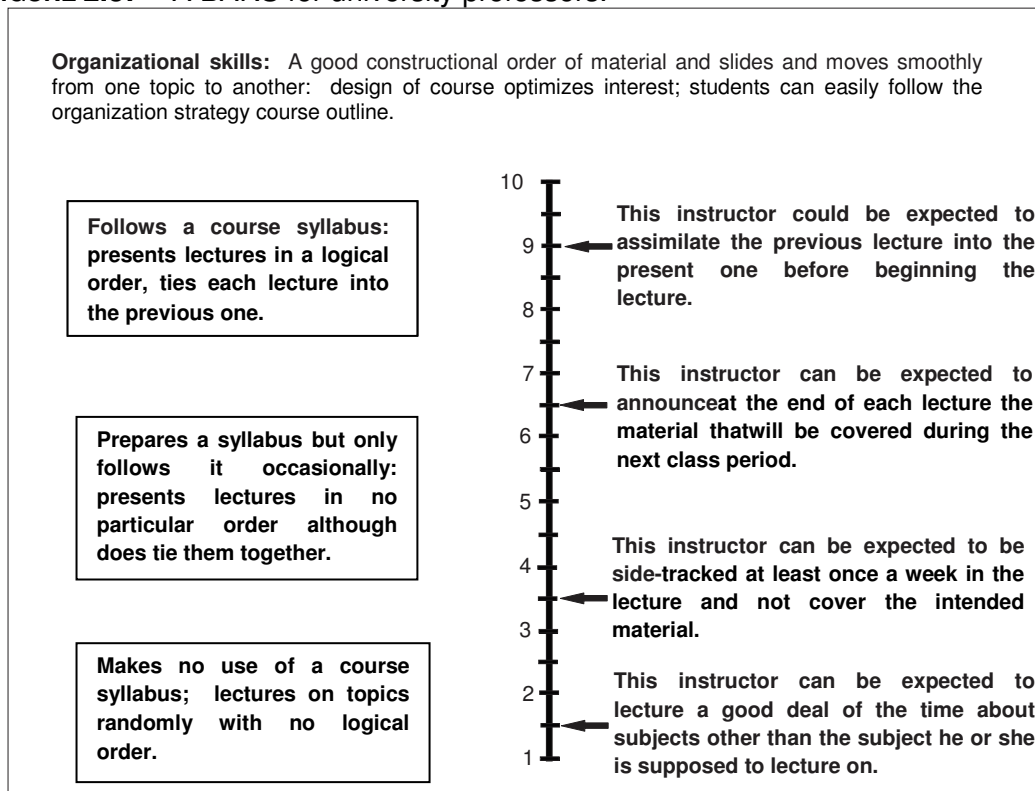 for university professors.
Organizational skills: A good constructional order of material and slides and moves smoothly
from one topic to another: design of course optimizes interest; students can easily follow the
organization strategy course outline.
Follows a course syllabus:
presents lectures in a logical
order, ties each lecture into
the previous one.
Prepares a syllabus but only
follows it occasionally:
presents lectures in no
particular order although
does tie them together.
Makes no use of a course
syllabus; lectures on topics
randomly with no logical
order.
10
9
8
7
6
5
4
3
2
1
This instructor could be expected to
assimilate the previous lecture into the
present one before beginning the
lecture.
This instructor can be expected to
announceat the end of each lecture the
material thatwill be covered during the
next class period.
This instructor can be expected to be
side-tracked at least once a week in the
lecture and not cover the intended
material.
This instructor can be expected to
lecture a good deal of the time about
subjects other than the subject he or she
is supposed to lecture on.